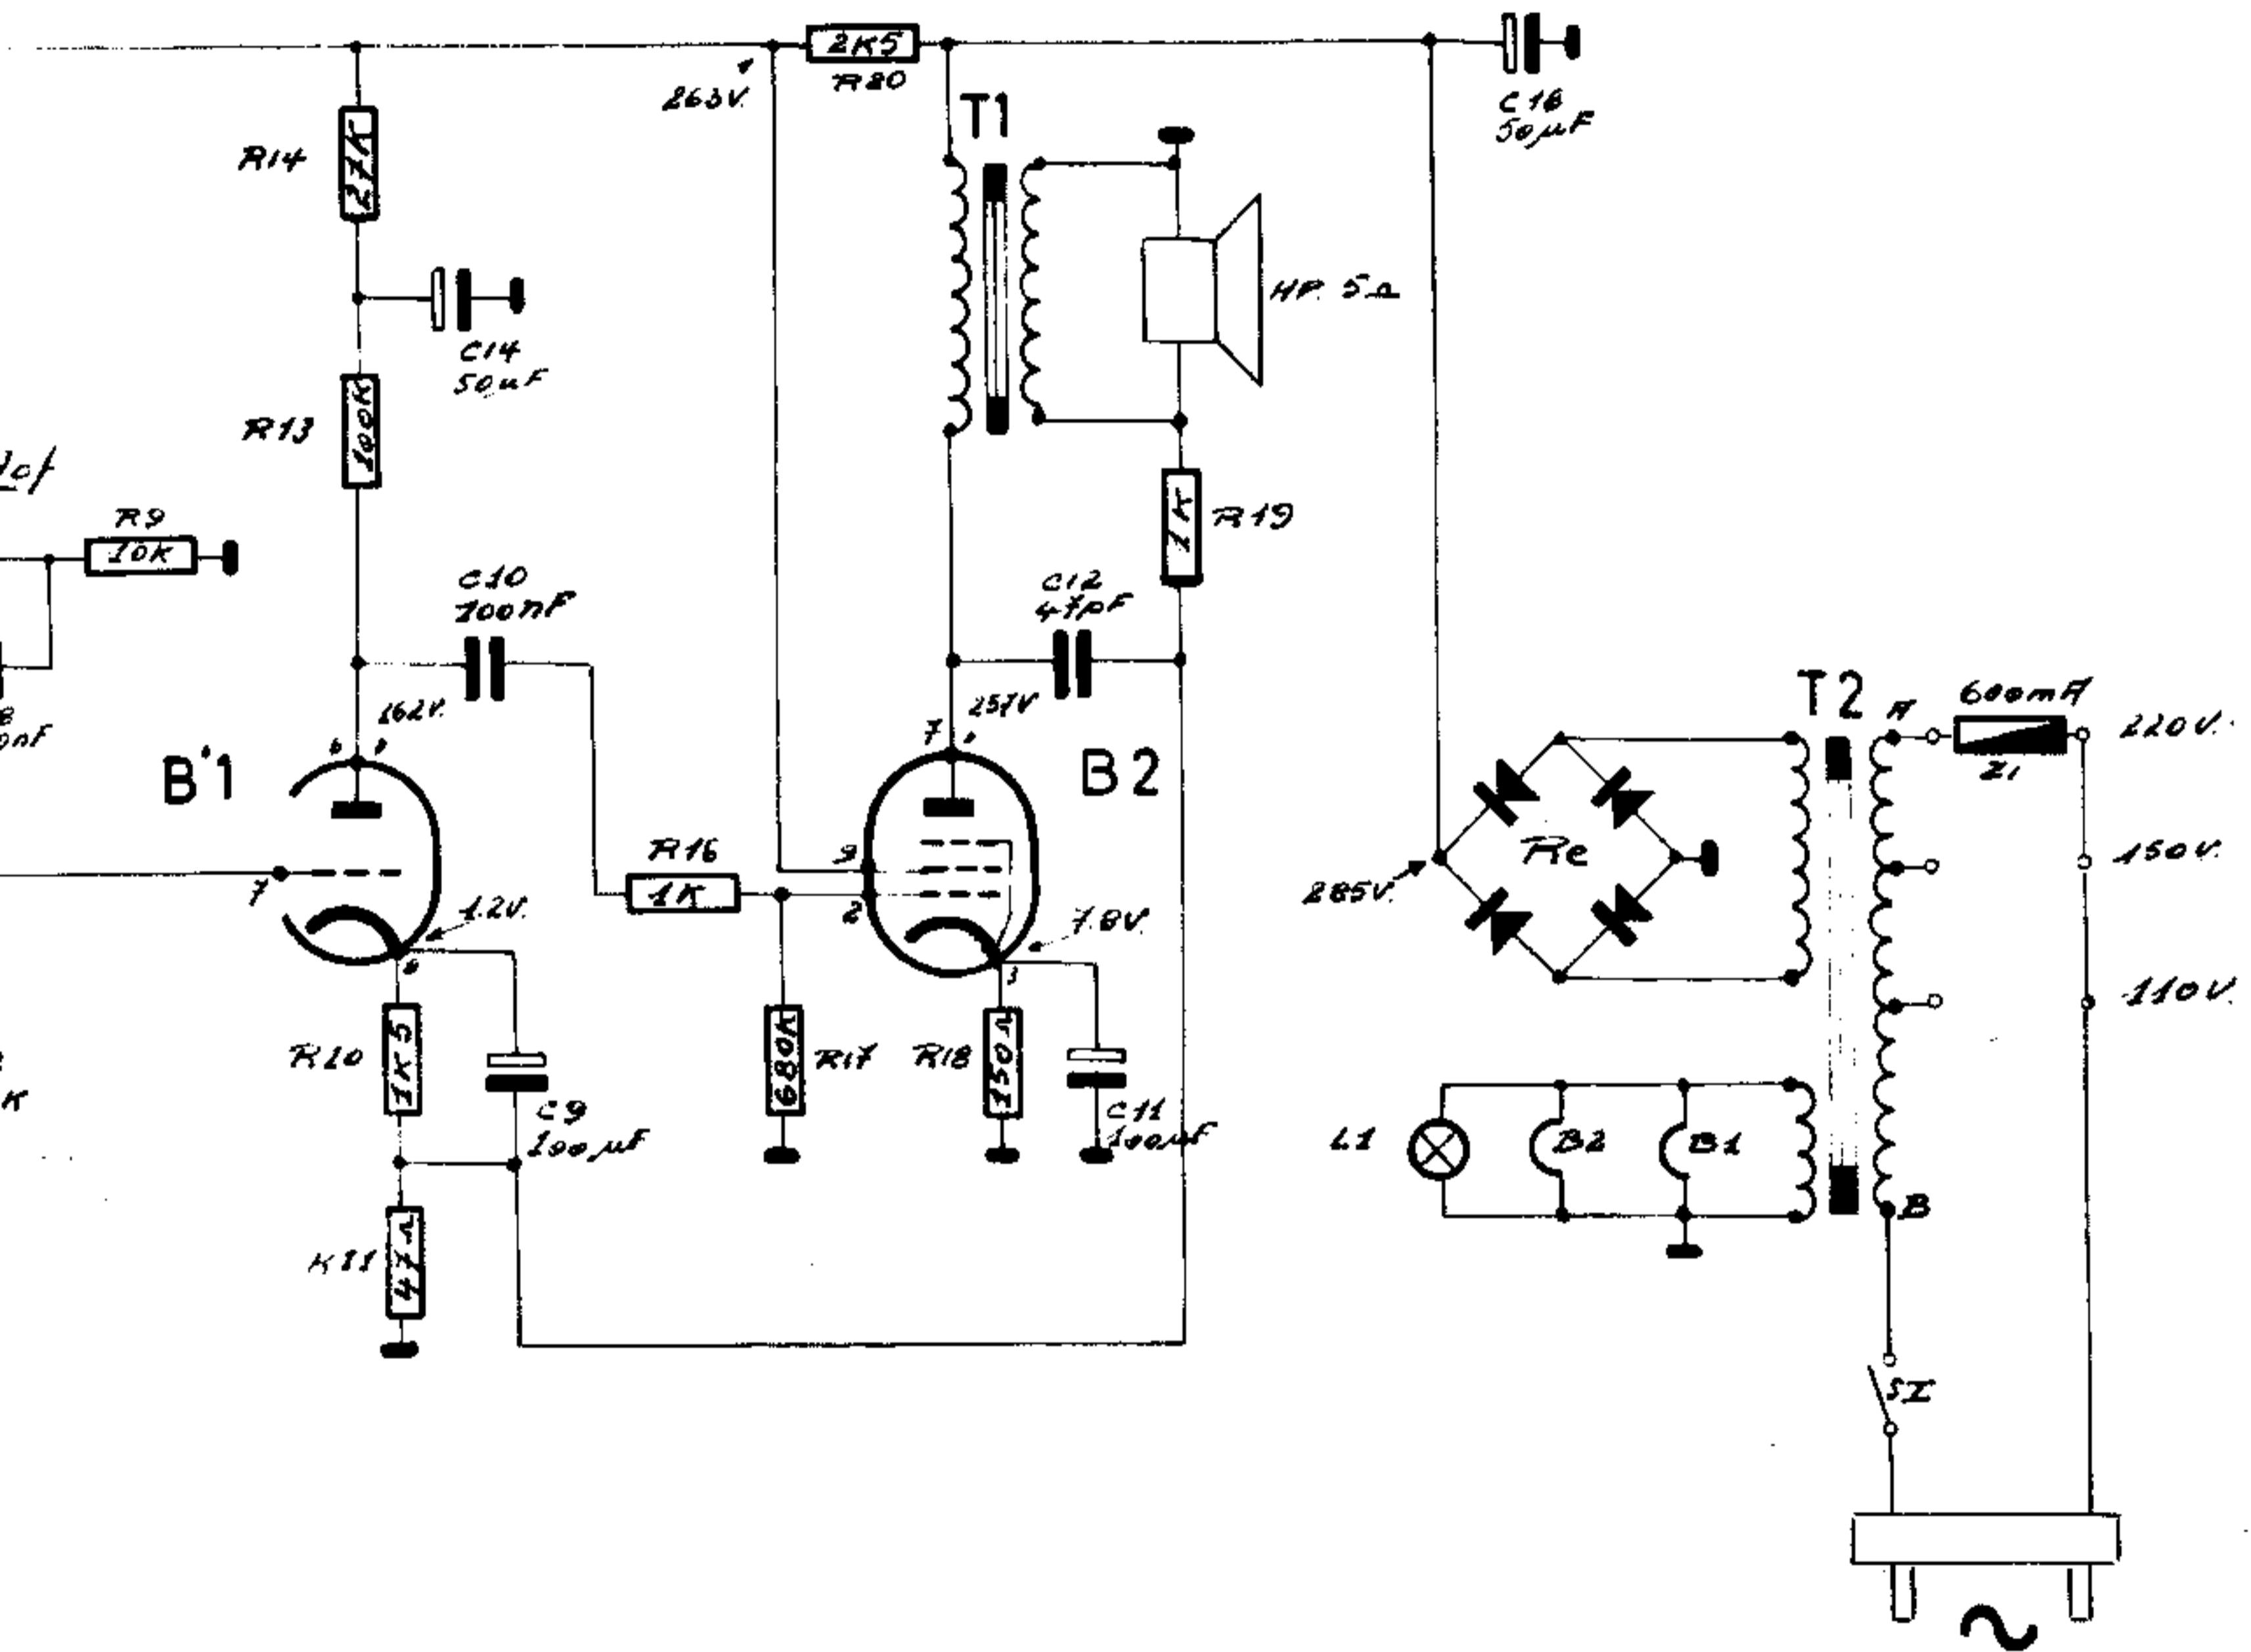 2K5
R20
263V.
T1
C16
50µF
R14
27K
HP. 5Ω
C14
50µF
R13
100K
R9
10K
1K
R19
C10
100nF
C12
47pF
T2
A
600mA
220V.
Z1
162V.
257V
6
7
B'1
B2
150V.
Re
R16
1K
9
2
7
285V.
1.2V.
7.8V.
8
3
110V.
R10
1K5
680K
R17
R18
150Ω
C9
100µF
C11
100µF
K
L1
B2
B1
R11
47Ω
B
SI
~